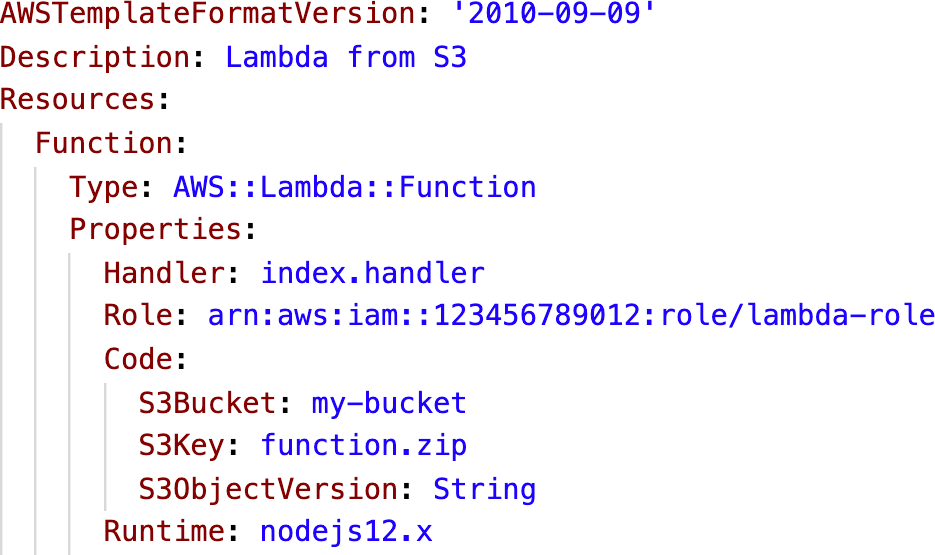 AWSTemplateFormatVersion: '2010-09-09'
Description: Lambda from S3
Resources:
  Function:
    Type: AWS::Lambda::Function
    Properties:
      Handler: index.handler
      Role: arn:aws:iam::123456789012:role/lambda-role
      Code:
        S3Bucket: my-bucket
        S3Key: function.zip
        S3ObjectVersion: String
      Runtime: nodejs12.x